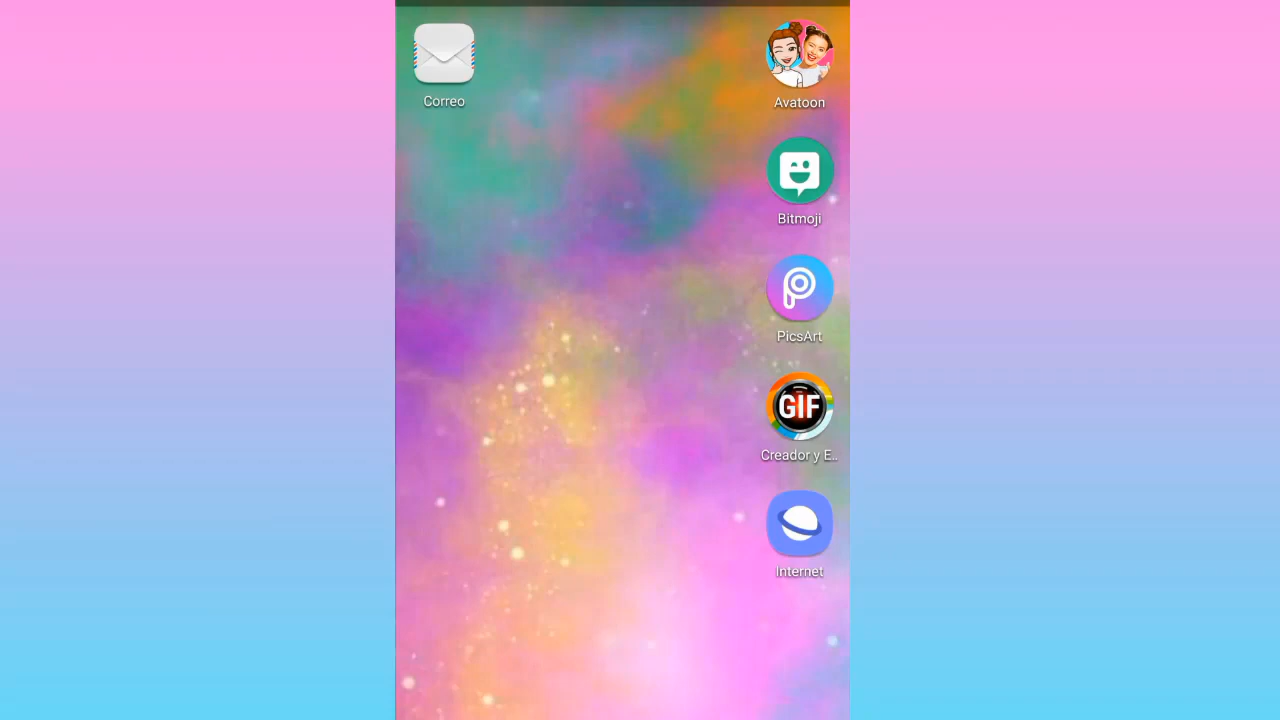 Correo
Avatoon
Bitmoji
PicsArt
GIF
Creador y E..
Internet